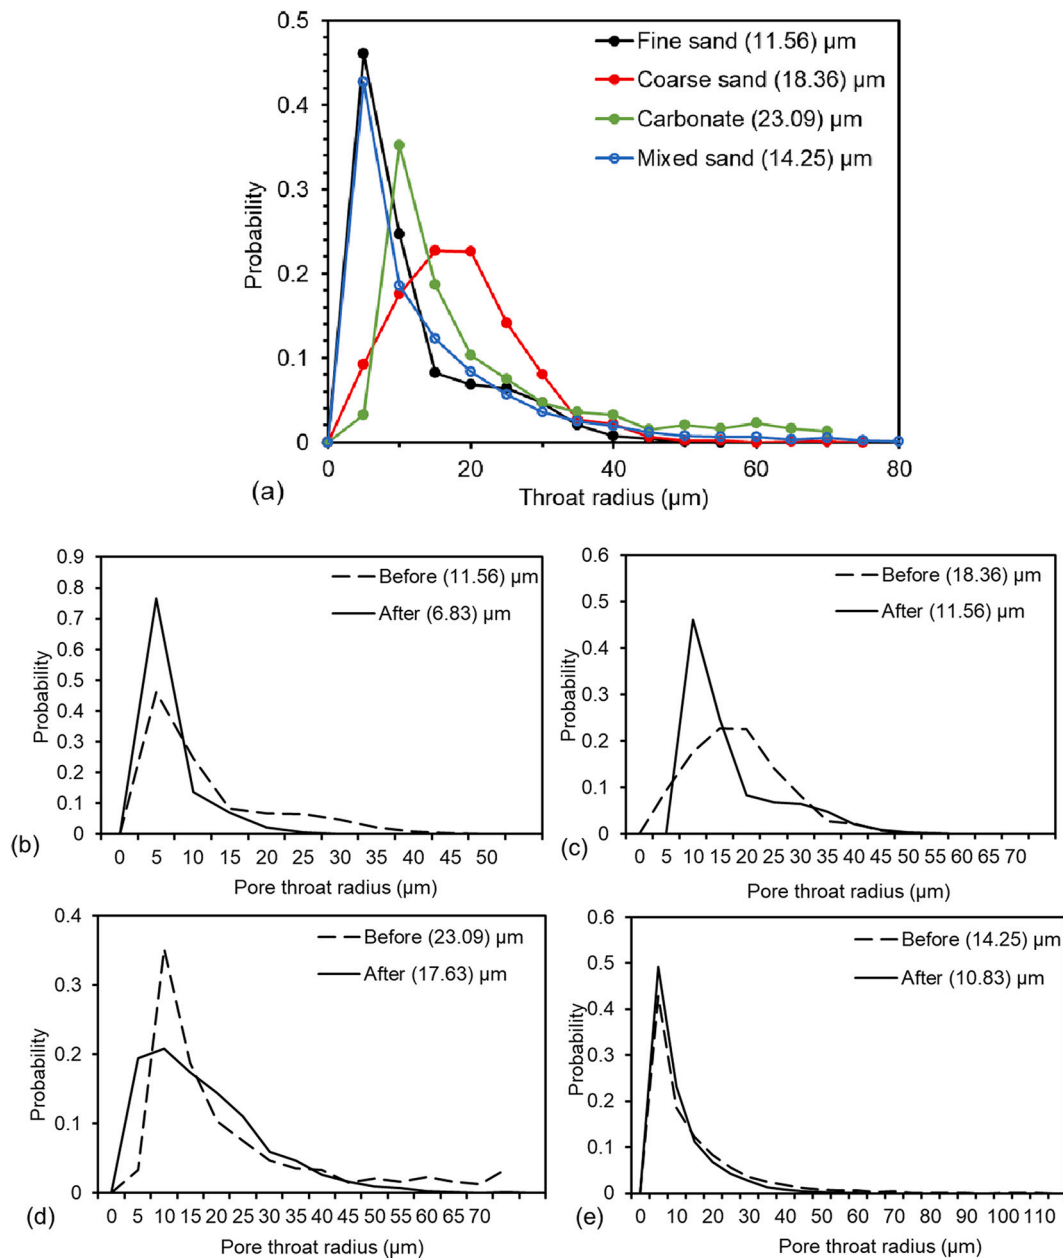 0.5
0.4
0.3
0.2
0.1
0
Probability
Fine sand (11.56) μm
Coarse sand (18.36) μm
Carbonate (23.09) μm
Mixed sand (14.25) μm
0 20 40 60 80
(a) Throat radius (μm)
0.9
0.8
0.7
0.6
0.5
0.4
0.3
0.2
0.1
0
Probability
Before (11.56) μm
After (6.83) μm
0 5 10 15 20 25 30 35 40 45 50
(b)
Pore throat radius (μm)
0.6
0.5
0.4
0.3
0.2
0.1
0
Probability
Before (18.36) μm
After (11.56) μm
0 5 10 15 20 25 30 35 40 45 50 55 60 65 70
(c)
Pore throat radius (μm)
0.4
0.3
0.2
0.1
0
Probability
Before (23.09) μm
After (17.63) μm
0 5 10 15 20 25 30 35 40 45 50 55 60 65 70
(d)
Pore throat radius (μm)
0.6
0.5
0.4
0.3
0.2
0.1
0
Probability
Before (14.25) μm
After (10.83) μm
0 10 20 30 40 50 60 70 80 90 100 110
(e)
Pore throat radius (μm)